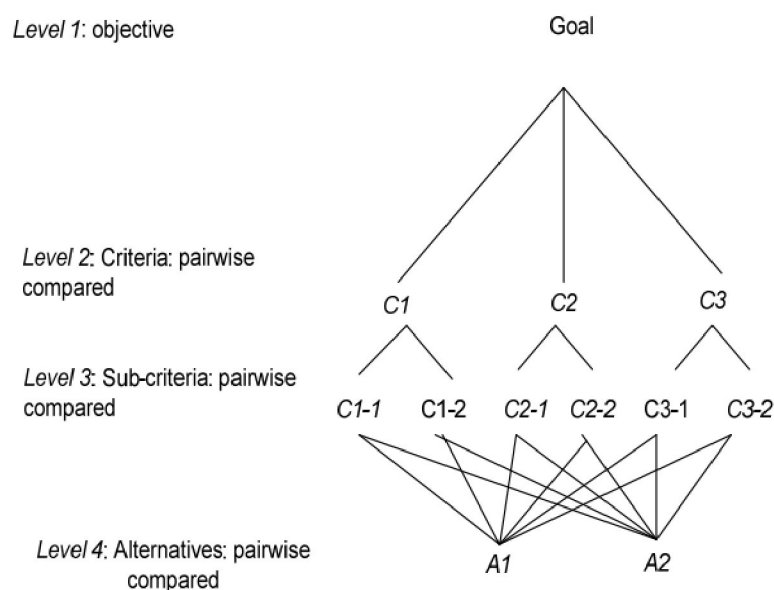 Level 1: objective
Goal
Level 2: Criteria: pairwise
compared
C1
C2
C3
Level 3: Sub-criteria: pairwise
compared
C1-1
C1-2
C2-1
C2-2
C3-1
C3-2
Level 4: Alternatives: pairwise
compared
A1
A2